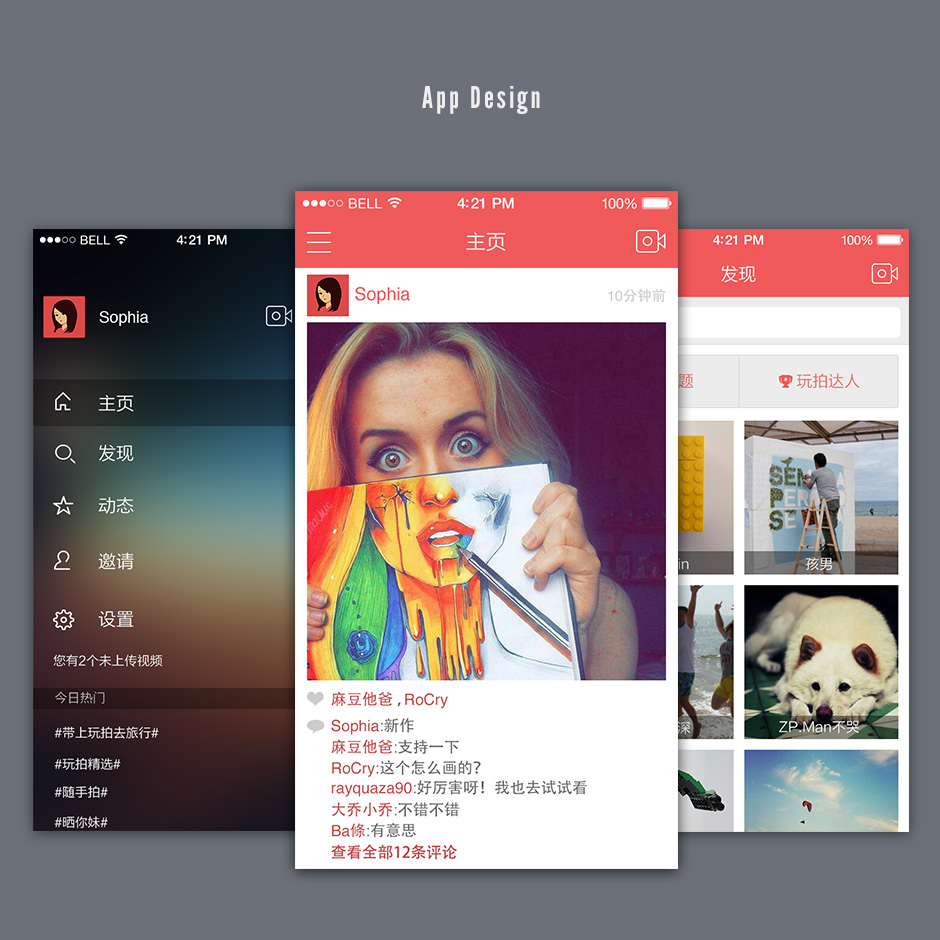 App Design
BELL 4:21 PM
Sophia
主页
发现
动态
邀请
设置
您有2个未上传视频
今日热门
#带上玩拍去旅行#
#玩拍精选#
#随手拍#
#晒你妹#
BELL 4:21 PM 100%
主页
Sophia 10分钟前
麻豆他爸 , RoCry
Sophia:新作
麻豆他爸:支持一下
RoCry:这个怎么画的?
rayquaza90:好厉害呀！我也去试试看
大乔小乔:不错不错
Ba條:有意思
查看全部12条评论
4:21 PM 100%
发现
题 玩拍达人
in
孩男
深
ZP.Man不哭